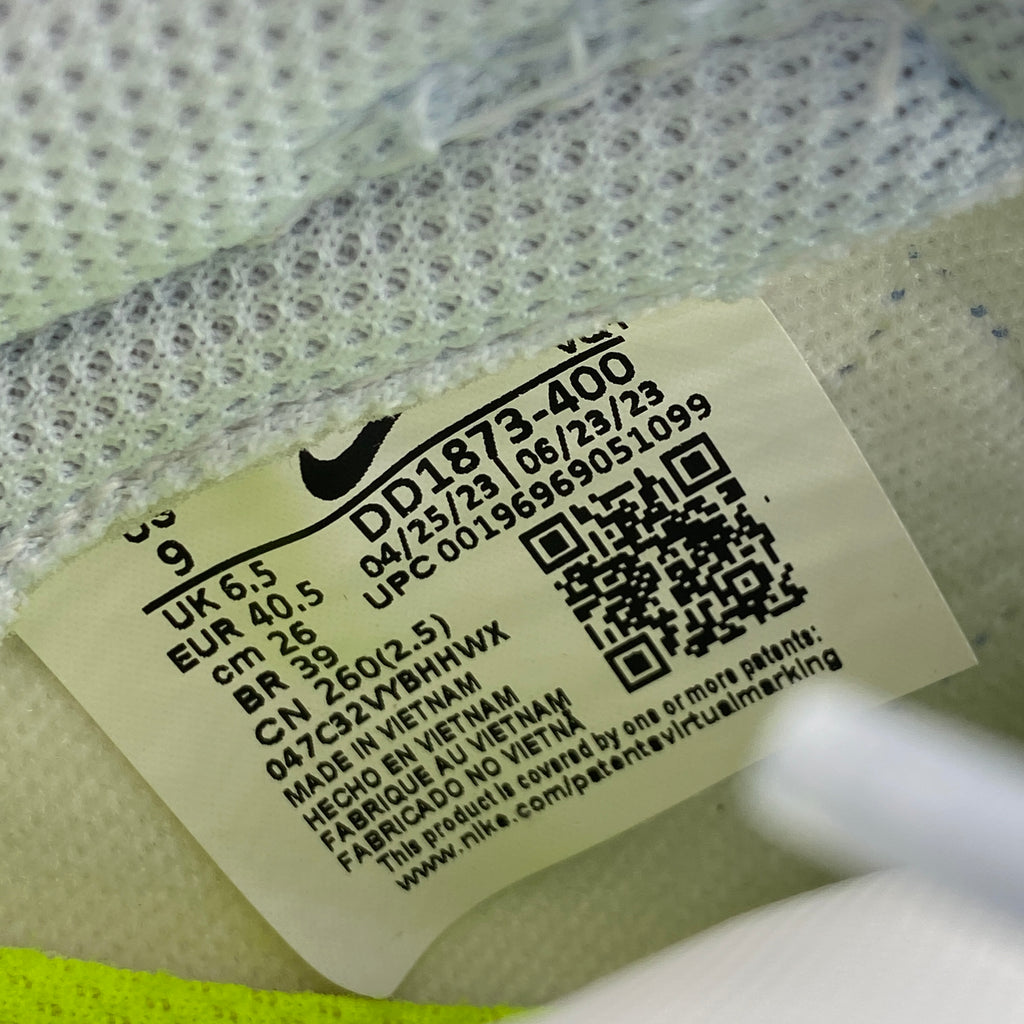 9
UK 6.5
EUR 40.5
cm 26
BR 39
CN 260(2.5)
047C32VYBHHWX
MADE IN VIETNAM
HECHO EN VIETNAM
FABRIQUE AU VIETNAM
FABRICADO NO VIETNÃ
This product is covered by one or more patents:
www.nike.com/patentsvirtualmarking
DD1873-400
04/25/23 | 06/23/23
UPC 00196969051099